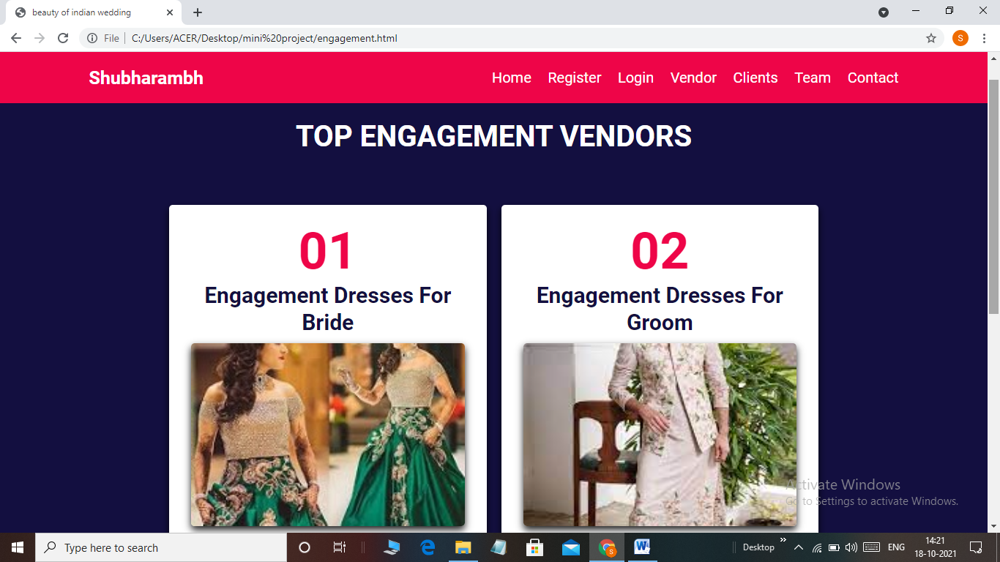 beauty of indian wedding
File
C:/Users/ACER/Desktop/mini%20project/engagement.html
S
Shubharambh
Home Register Login Vendor Clients Team Contact
TOP ENGAGEMENT VENDORS
01
Engagement Dresses For
Bride
02
Engagement Dresses For
Groom
Activate Windows
Go to Settings to activate Windows.
Type here to search
S
W
Desktop
ENG
14:21
18-10-2021